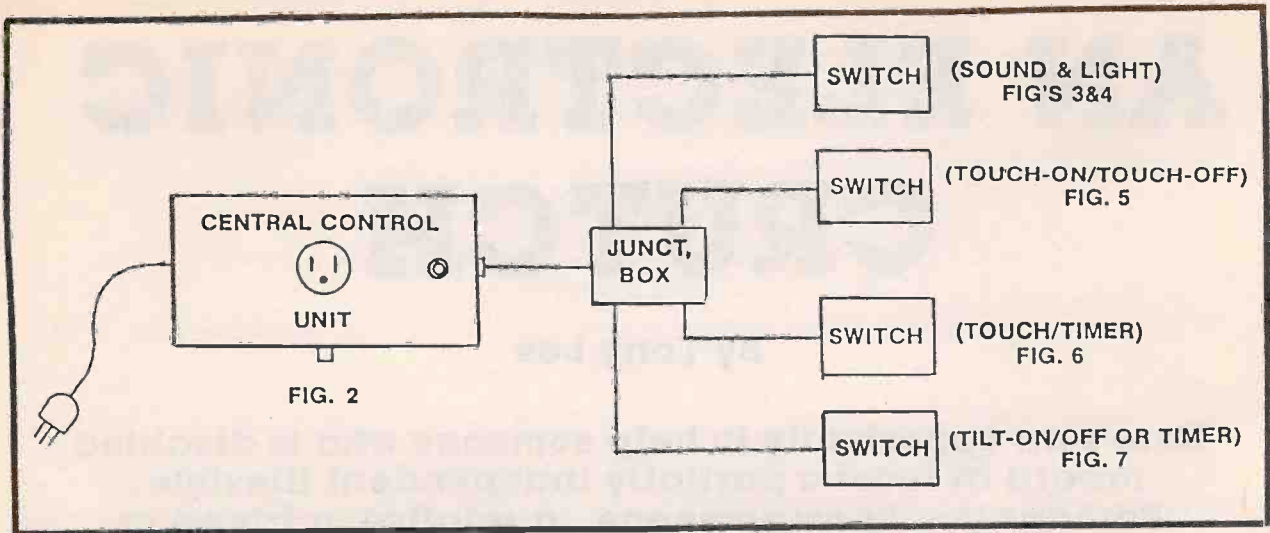 CENTRAL CONTROL
UNIT
FIG. 2
JUNCT,
BOX
SWITCH
(SOUND & LIGHT)
FIG'S 3&4
SWITCH
(TOUCH-ON/TOUCH-OFF)
FIG. 5
SWITCH
(TOUCH/TIMER)
FIG. 6
SWITCH
(TILT-ON/OFF OR TIMER)
FIG. 7